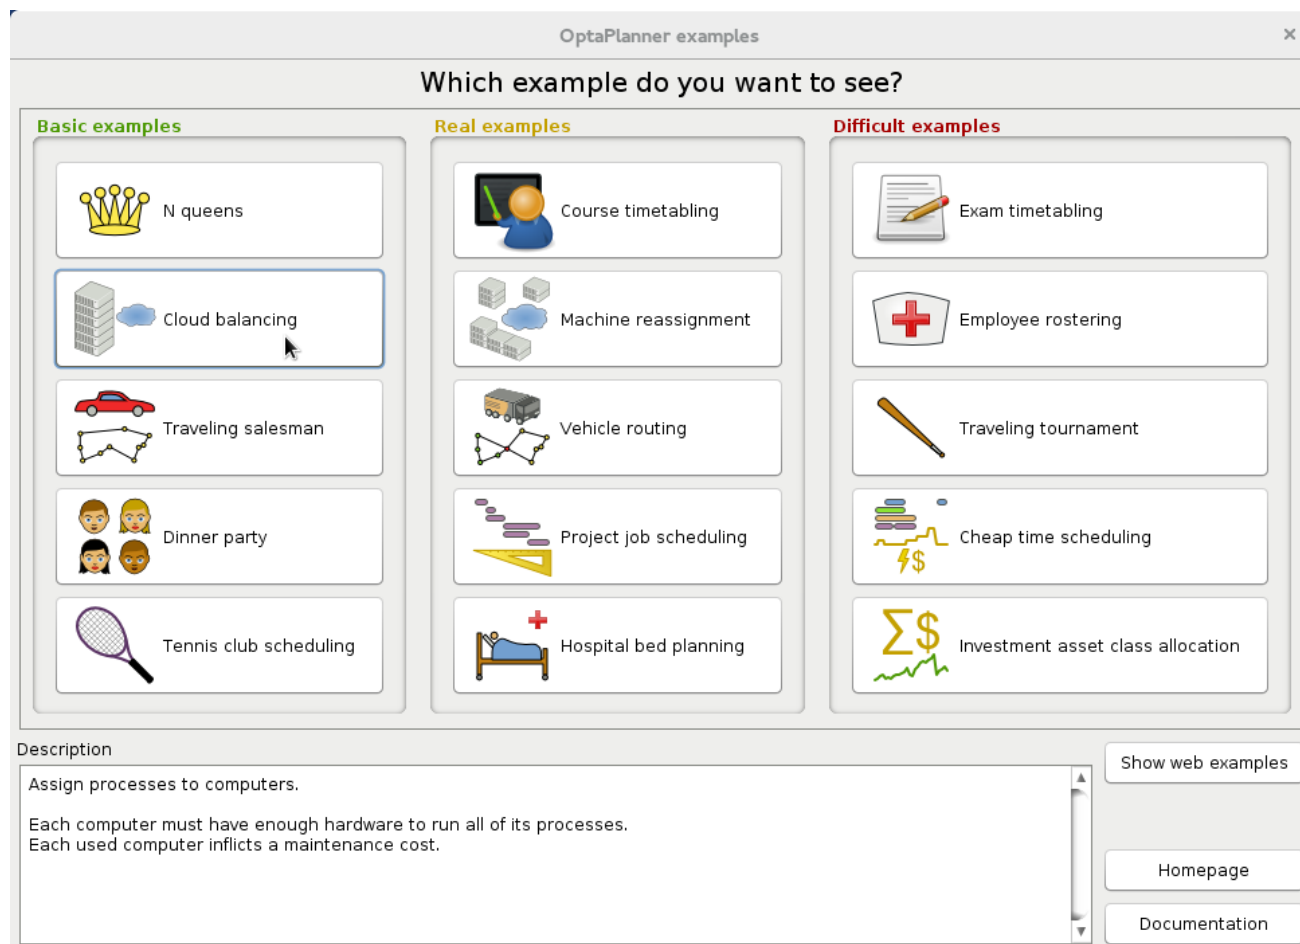 OptaPlanner examples
Which example do you want to see?
Basic examples
N queens
Cloud balancing
Traveling salesman
Dinner party
Tennis club scheduling
Real examples
Course timetabling
Machine reassignment
Vehicle routing
Project job scheduling
Hospital bed planning
Difficult examples
Exam timetabling
Employee rostering
Traveling tournament
Cheap time scheduling
Investment asset class allocation
Description
Assign processes to computers.
Each computer must have enough hardware to run all of its processes.
Each used computer inflicts a maintenance cost.
Show web examples
Homepage
Documentation